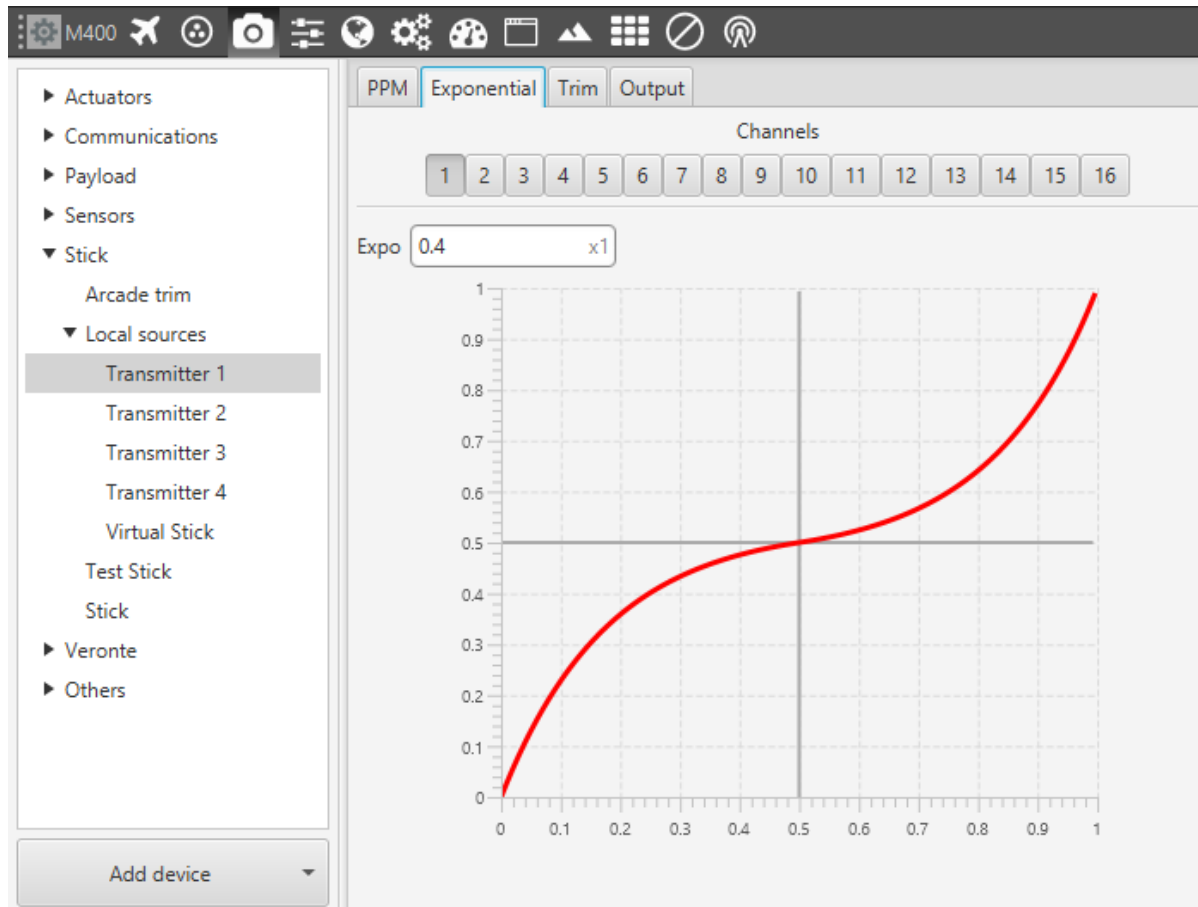 M400
Actuators
Communications
Payload
Sensors
Stick
Arcade trim
Local sources
Transmitter 1
Transmitter 2
Transmitter 3
Transmitter 4
Virtual Stick
Test Stick
Stick
Veronte
Others
Add device
PPM Exponential Trim Output
Channels
1 2 3 4 5 6 7 8 9 10 11 12 13 14 15 16
Expo 0.4 x1
1
0.9
0.8
0.7
0.6
0.5
0.4
0.3
0.2
0.1
0
0 0.1 0.2 0.3 0.4 0.5 0.6 0.7 0.8 0.9 1